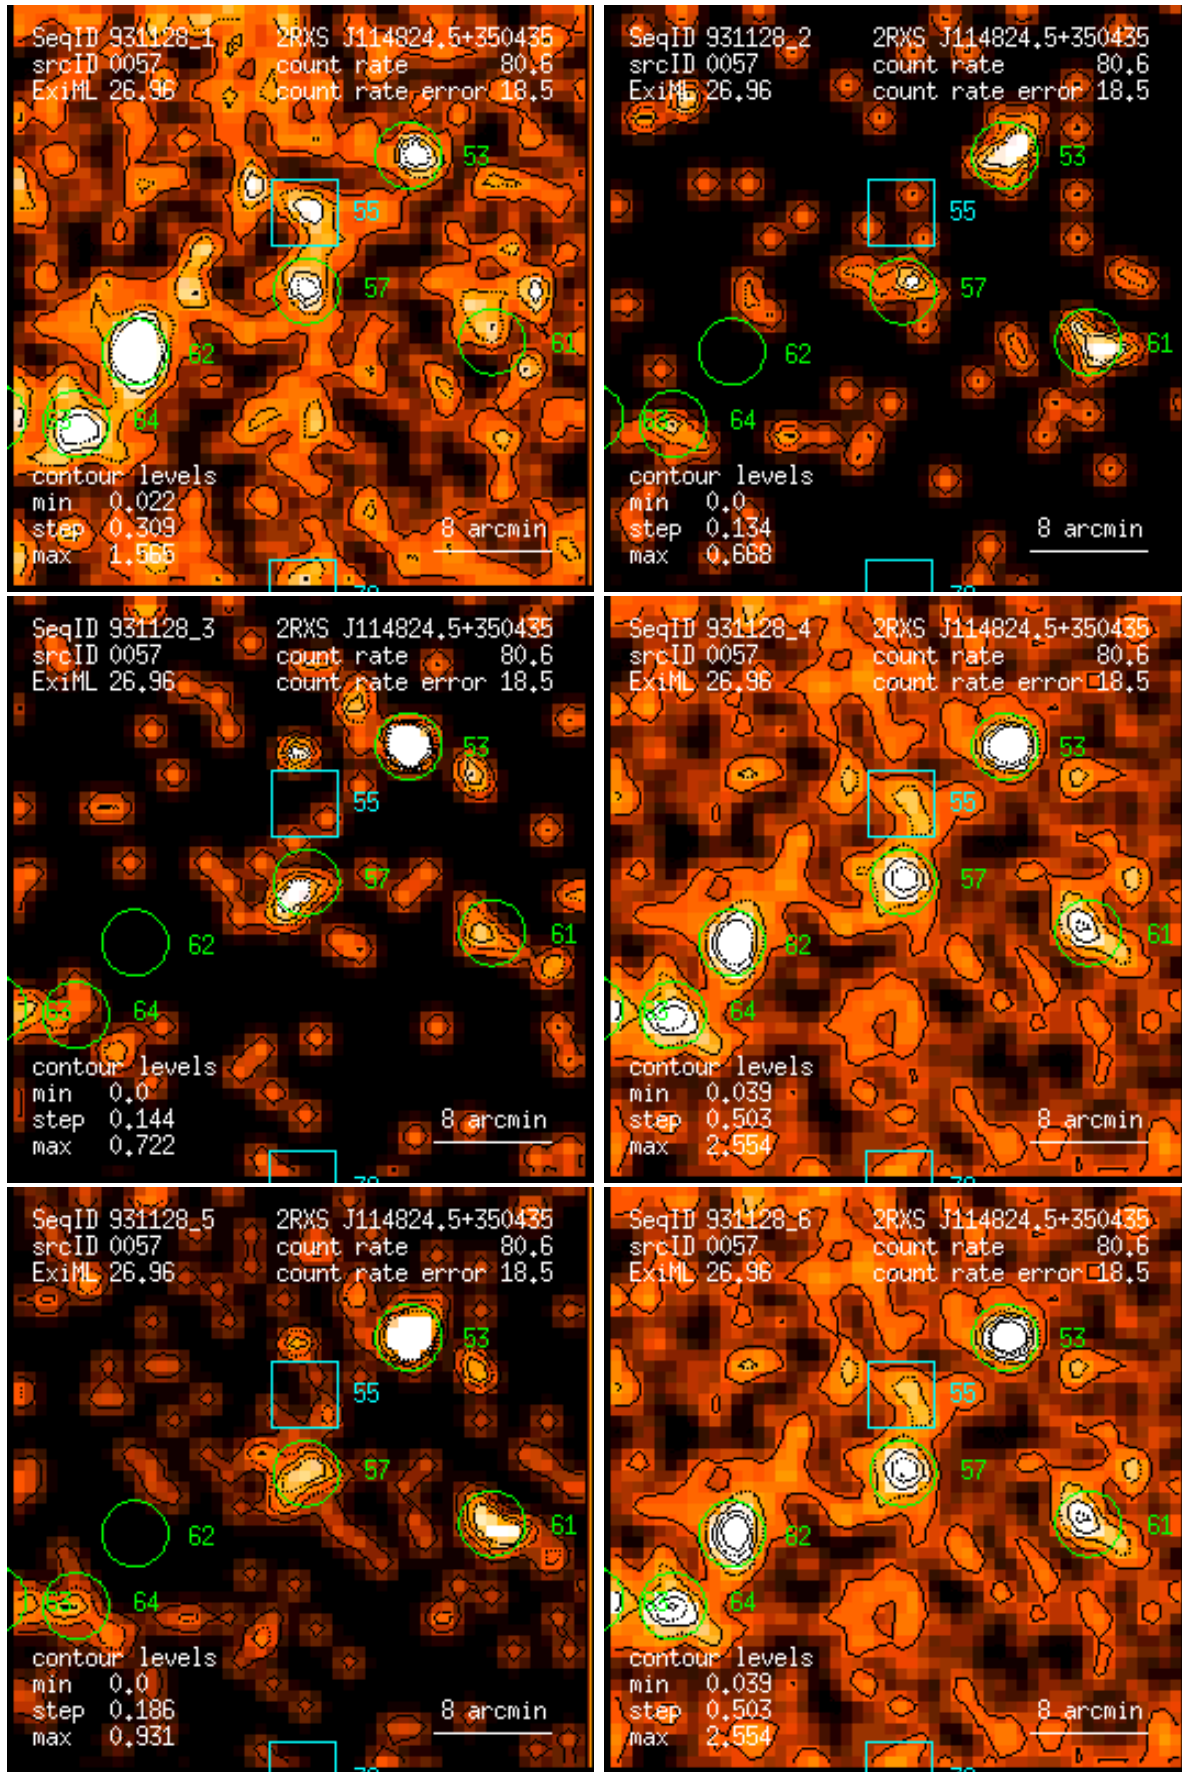 SeqID 931128_1 2RXS J114824.5+350435
srcID 0057 count rate 80.6
ExiML 26.96 count rate error 18.5
53
55
57
61
62
63 64
contour levels
min 0.022
step 0.309
max 1.565
8 arcmin
SeqID 931128_2 2RXS J114824.5+350435
srcID 0057 count rate 80.6
ExiML 26.96 count rate error 18.5
53
55
57
61
62
63 64
contour levels
min 0.0
step 0.134
max 0.668
8 arcmin
SeqID 931128_3 2RXS J114824.5+350435
srcID 0057 count rate 80.6
ExiML 26.96 count rate error 18.5
53
55
57
61
62
63 64
contour levels
min 0.0
step 0.144
max 0.722
8 arcmin
SeqID 931128_4 2RXS J114824.5+350435
srcID 0057 count rate 80.6
ExiML 26.96 count rate error 18.5
53
55
57
61
62
63 64
contour levels
min 0.039
step 0.503
max 2.554
8 arcmin
SeqID 931128_5 2RXS J114824.5+350435
srcID 0057 count rate 80.6
ExiML 26.96 count rate error 18.5
53
55
57
61
62
63 64
contour levels
min 0.0
step 0.186
max 0.931
8 arcmin
SeqID 931128_6 2RXS J114824.5+350435
srcID 0057 count rate 80.6
ExiML 26.96 count rate error 18.5
53
55
57
61
62
63 64
contour levels
min 0.039
step 0.503
max 2.554
8 arcmin